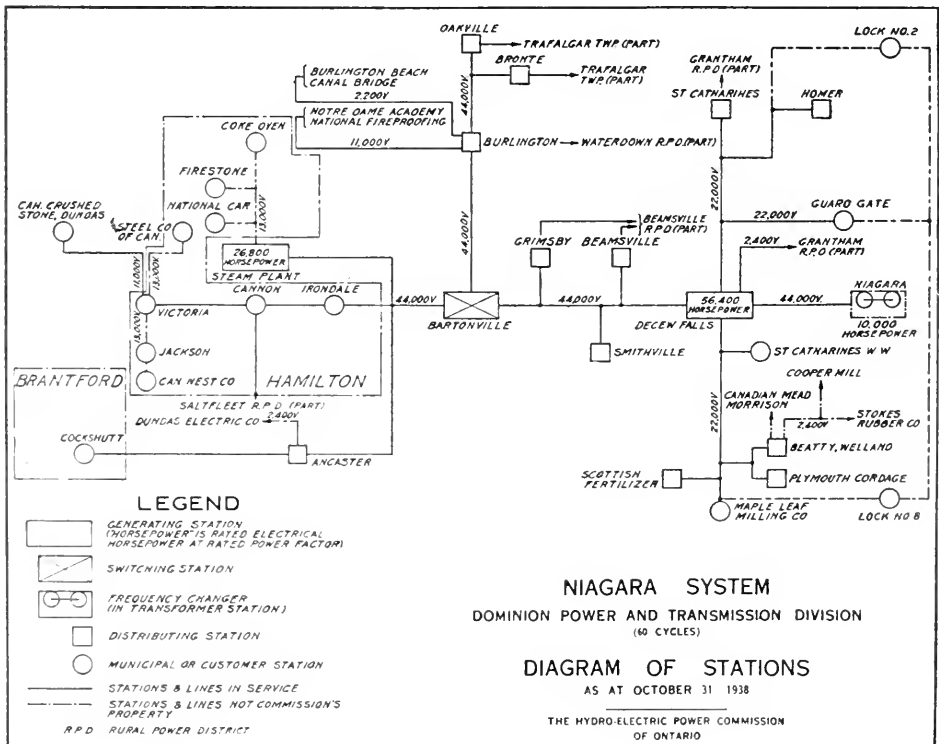 OAKVILLE
TRAFALGAR TWP. (PART)
BRONTE
TRAFALGAR
TWP. (PART)
BURLINGTON BEACH
CANAL BRIDGE
2,200V
NOTRE DAME ACADEMY
NATIONAL FIREPROOFING
11,000V
44,000V
BURLINGTON
WATERDOWN R.P.D. (PART)
GRANTHAM
R.P.D (PART)
ST CATHARINES
HOMER
LOCK NO. 2
COKE OVEN
FIRESTONE
NATIONAL CAR
13,000V
CAN. CRUSHED
STONE, DUNDAS
STEEL CO
OF CAN.
11,000V
13,000V
26,800
HORSEPOWER
STEAM PLANT
44,000V
22,000V
22,000V
GUARD GATE
BEAMSVILLE
R.P.D (PART)
GRIMSBY
BEAMSVILLE
2,400V
GRANTHAM
R.P.D (PART)
VICTORIA
CANNON
IRONDALE
44,000V
BARTONVILLE
44,000V
56,400
HORSEPOWER
DECEW FALLS
44,000V
NIAGARA
10,000
HORSEPOWER
13,000V
JACKSON
CAN WEST CO
HAMILTON
BRANTFORD
SMITHVILLE
ST CATHARINES W W
COOPER MILL
CANADIAN MEAD
MORRISON
STOKES
RUBBER CO
2,400V
22,000V
BEATTY, WELLAND
PLYMOUTH CORDAGE
SCOTTISH
FERTILIZER
MAPLE LEAF
MILLING CO
LOCK NO 8
SALTFLEET R.P.D (PART)
DUNDAS ELECTRIC CO
2,400V
COCKSHUTT
ANCASTER
LEGEND
GENERATING STATION
("HORSEPOWER" IS RATED ELECTRICAL
HORSEPOWER AT RATED POWER FACTOR)
SWITCHING STATION
FREQUENCY CHANGER
(IN TRANSFORMER STATION)
DISTRIBUTING STATION
MUNICIPAL OR CUSTOMER STATION
STATIONS & LINES IN SERVICE
STATIONS & LINES NOT COMMISSION'S
PROPERTY
R.P.D RURAL POWER DISTRICT
NIAGARA SYSTEM
DOMINION POWER AND TRANSMISSION DIVISION
(60 CYCLES)
DIAGRAM OF STATIONS
AS AT OCTOBER 31 1938
THE HYDRO-ELECTRIC POWER COMMISSION
OF ONTARIO